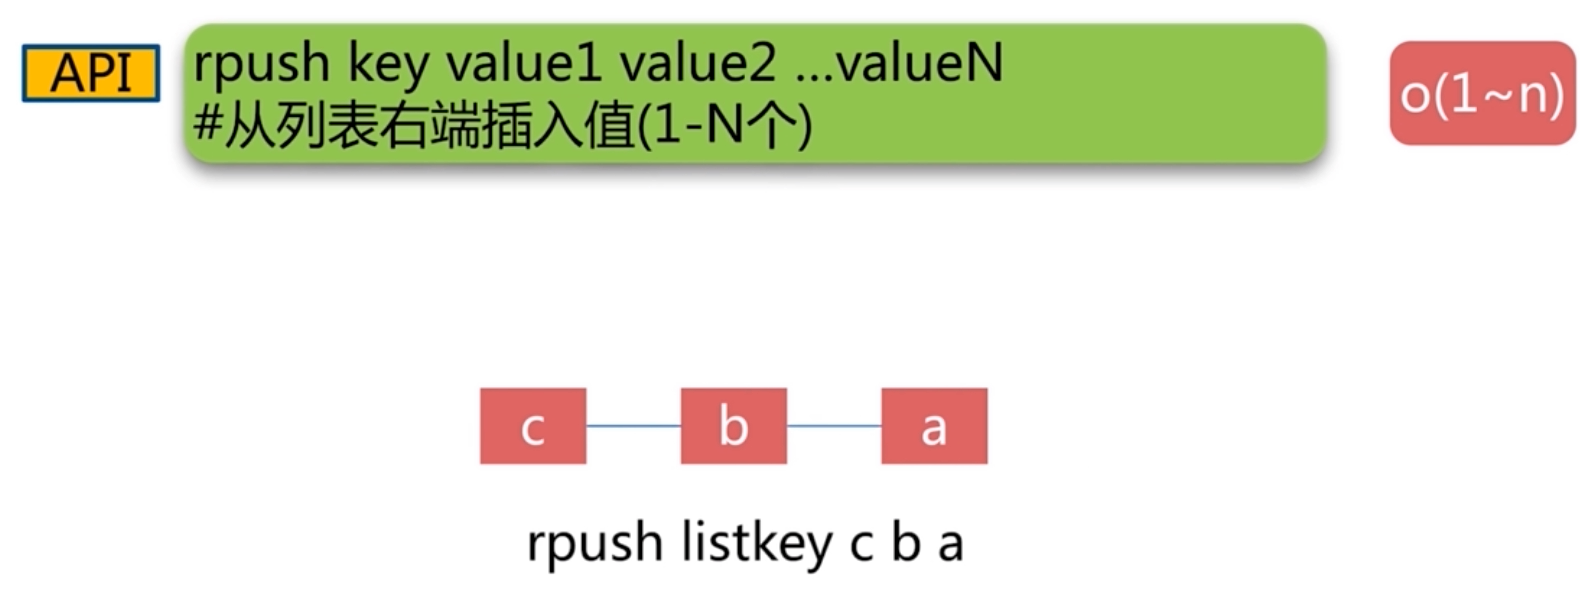 API
rpush key value1 value2 ...valueN
#从列表右端插入值(1-N个)
o(1~n)
c
b
a
rpush listkey c b a